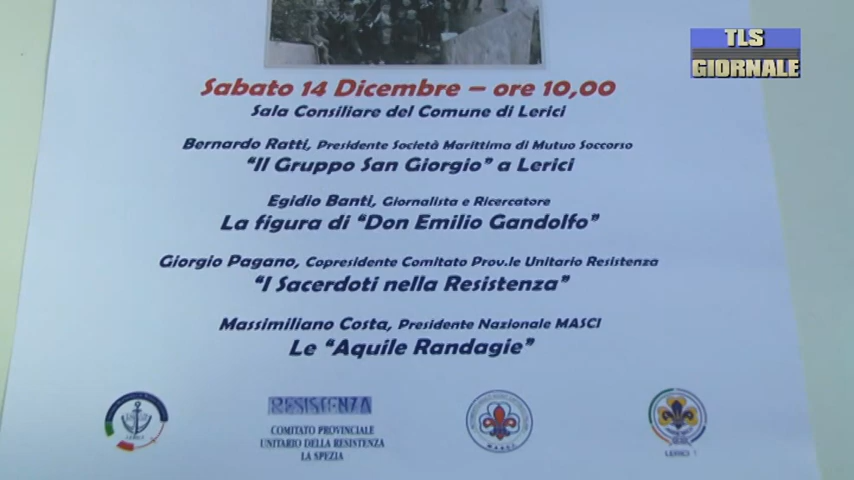 TLS
GIORNALE
Sabato 14 Dicembre – ore 10,00
Sala Consiliare del Comune di Lerici
Bernardo Ratti, Presidente Società Marittima di Mutuo Soccorso
"Il Gruppo San Giorgio" a Lerici
Egidio Banti, Giornalista e Ricercatore
La figura di "Don Emilio Gandolfo"
Giorgio Pagano, Copresidente Comitato Prov.le Unitario Resistenza
"I Sacerdoti nella Resistenza"
Massimiliano Costa, Presidente Nazionale MASCI
Le "Aquile Randagie"
RESISTENZA
COMITATO PROVINCIALE
UNITARIO DELLA RESISTENZA
LA SPEZIA
LERICI
M.A.S.C.I.
LERICI 1